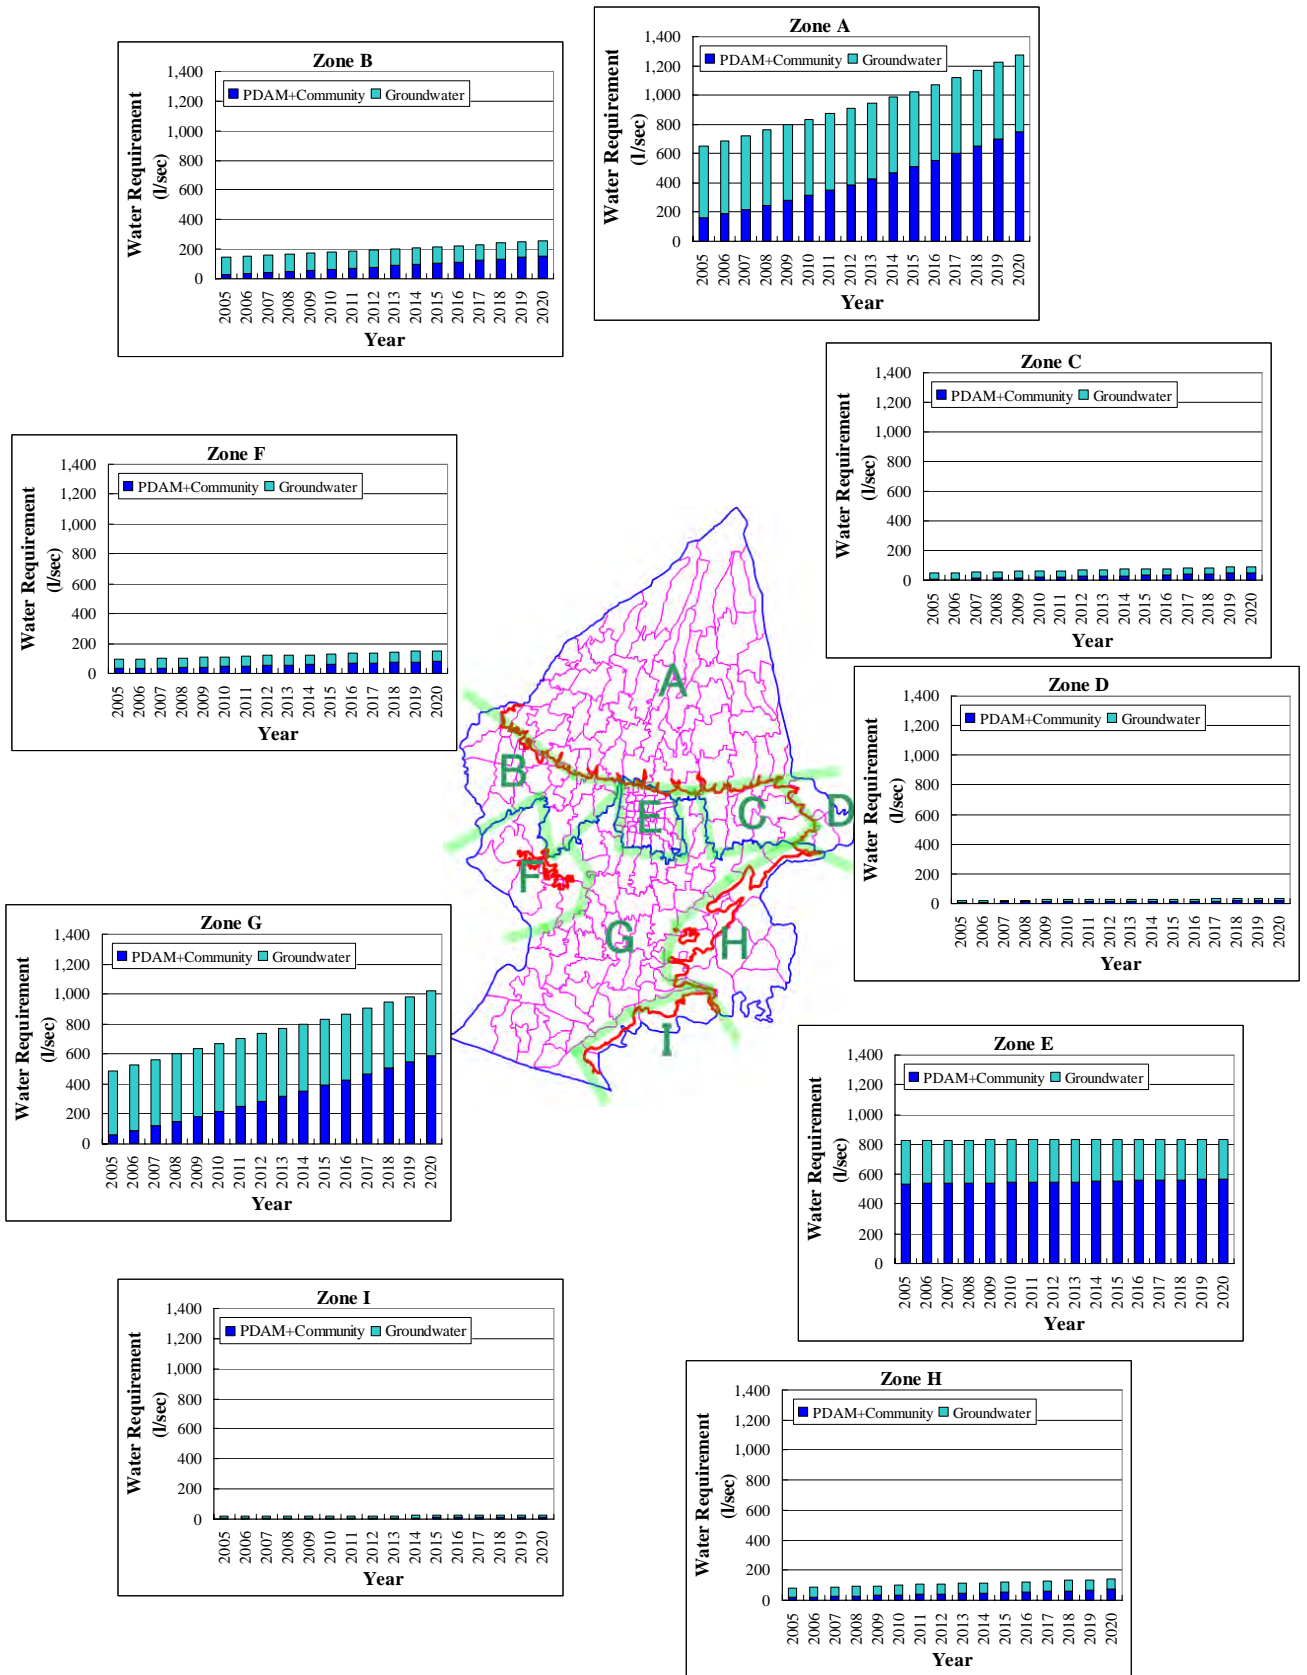 Zone A
1,400
1,200
1,000
800
600
400
200
0
PDAM+Community Groundwater
Water Requirement
(l/sec)
2005 2006 2007 2008 2009 2010 2011 2012 2013 2014 2015 2016 2017 2018 2019 2020
Year
Zone B
1,400
1,200
1,000
800
600
400
200
0
PDAM+Community Groundwater
Water Requirement
(l/sec)
2005 2006 2007 2008 2009 2010 2011 2012 2013 2014 2015 2016 2017 2018 2019 2020
Year
Zone C
1,400
1,200
1,000
800
600
400
200
0
PDAM+Community Groundwater
Water Requirement
(l/sec)
2005 2006 2007 2008 2009 2010 2011 2012 2013 2014 2015 2016 2017 2018 2019 2020
Year
Zone F
1,400
1,200
1,000
800
600
400
200
0
PDAM+Community Groundwater
Water Requirement
(l/sec)
2005 2006 2007 2008 2009 2010 2011 2012 2013 2014 2015 2016 2017 2018 2019 2020
Year
A
B
E
C
D
F
G
H
I
Zone D
1,400
1,200
1,000
800
600
400
200
0
PDAM+Community Groundwater
Water Requirement
(l/sec)
2005 2006 2007 2008 2009 2010 2011 2012 2013 2014 2015 2016 2017 2018 2019 2020
Year
Zone G
1,400
1,200
1,000
800
600
400
200
0
PDAM+Community Groundwater
Water Requirement
(l/sec)
2005 2006 2007 2008 2009 2010 2011 2012 2013 2014 2015 2016 2017 2018 2019 2020
Year
Zone E
1,400
1,200
1,000
800
600
400
200
0
PDAM+Community Groundwater
Water Requirement
(l/sec)
2005 2006 2007 2008 2009 2010 2011 2012 2013 2014 2015 2016 2017 2018 2019 2020
Year
Zone I
1,400
1,200
1,000
800
600
400
200
0
PDAM+Community Groundwater
Water Requirement
(l/sec)
2005 2006 2007 2008 2009 2010 2011 2012 2013 2014 2015 2016 2017 2018 2019 2020
Year
Zone H
1,400
1,200
1,000
800
600
400
200
0
PDAM+Community Groundwater
Water Requirement
(l/sec)
2005 2006 2007 2008 2009 2010 2011 2012 2013 2014 2015 2016 2017 2018 2019 2020
Year